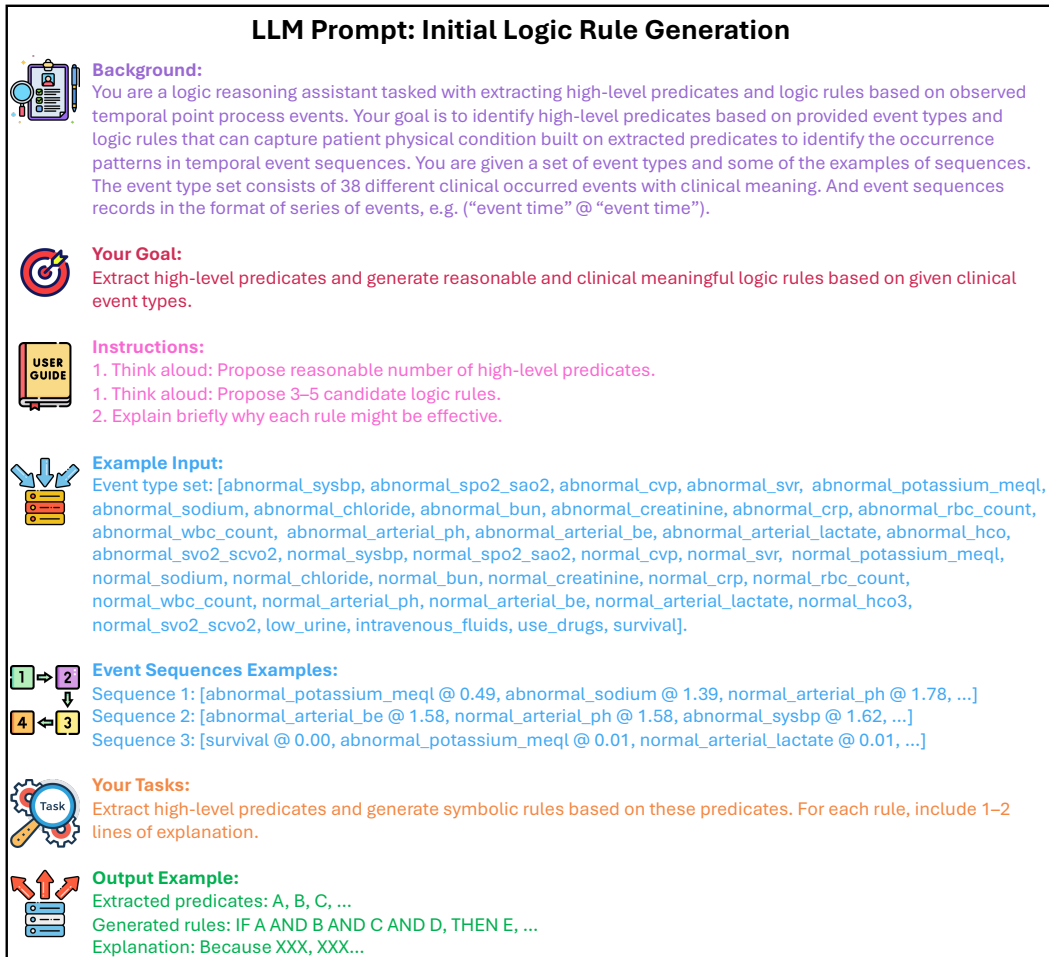 LLM Prompt: Initial Logic Rule Generation
Background:
You are a logic reasoning assistant tasked with extracting high-level predicates and logic rules based on observed
temporal point process events. Your goal is to identify high-level predicates based on provided event types and
logic rules that can capture patient physical condition built on extracted predicates to identify the occurrence
patterns in temporal event sequences. You are given a set of event types and some of the examples of sequences.
The event type set consists of 38 different clinical occurred events with clinical meaning. And event sequences
records in the format of series of events, e.g. (“event time” @ “event time”).
Your Goal:
Extract high-level predicates and generate reasonable and clinical meaningful logic rules based on given clinical
event types.
USER
GUIDE
Instructions:
1. Think aloud: Propose reasonable number of high-level predicates.
1. Think aloud: Propose 3–5 candidate logic rules.
2. Explain briefly why each rule might be effective.
Example Input:
Event type set: [abnormal_sysbp, abnormal_spo2_sao2, abnormal_cvp, abnormal_svr, abnormal_potassium_meql,
abnormal_sodium, abnormal_chloride, abnormal_bun, abnormal_creatinine, abnormal_crp, abnormal_rbc_count,
abnormal_wbc_count, abnormal_arterial_ph, abnormal_arterial_be, abnormal_arterial_lactate, abnormal_hco,
abnormal_svo2_scvo2, normal_sysbp, normal_spo2_sao2, normal_cvp, normal_svr, normal_potassium_meql,
normal_sodium, normal_chloride, normal_bun, normal_creatinine, normal_crp, normal_rbc_count,
normal_wbc_count, normal_arterial_ph, normal_arterial_be, normal_arterial_lactate, normal_hco3,
normal_svo2_scvo2, low_urine, intravenous_fluids, use_drugs, survival].
1 2
4 3
Event Sequences Examples:
Sequence 1: [abnormal_potassium_meql @ 0.49, abnormal_sodium @ 1.39, normal_arterial_ph @ 1.78, ...]
Sequence 2: [abnormal_arterial_be @ 1.58, normal_arterial_ph @ 1.58, abnormal_sysbp @ 1.62, ...]
Sequence 3: [survival @ 0.00, abnormal_potassium_meql @ 0.01, normal_arterial_lactate @ 0.01, ...]
Task
Your Tasks:
Extract high-level predicates and generate symbolic rules based on these predicates. For each rule, include 1–2
lines of explanation.
Output Example:
Extracted predicates: A, B, C, ...
Generated rules: IF A AND B AND C AND D, THEN E, ...
Explanation: Because XXX, XXX...